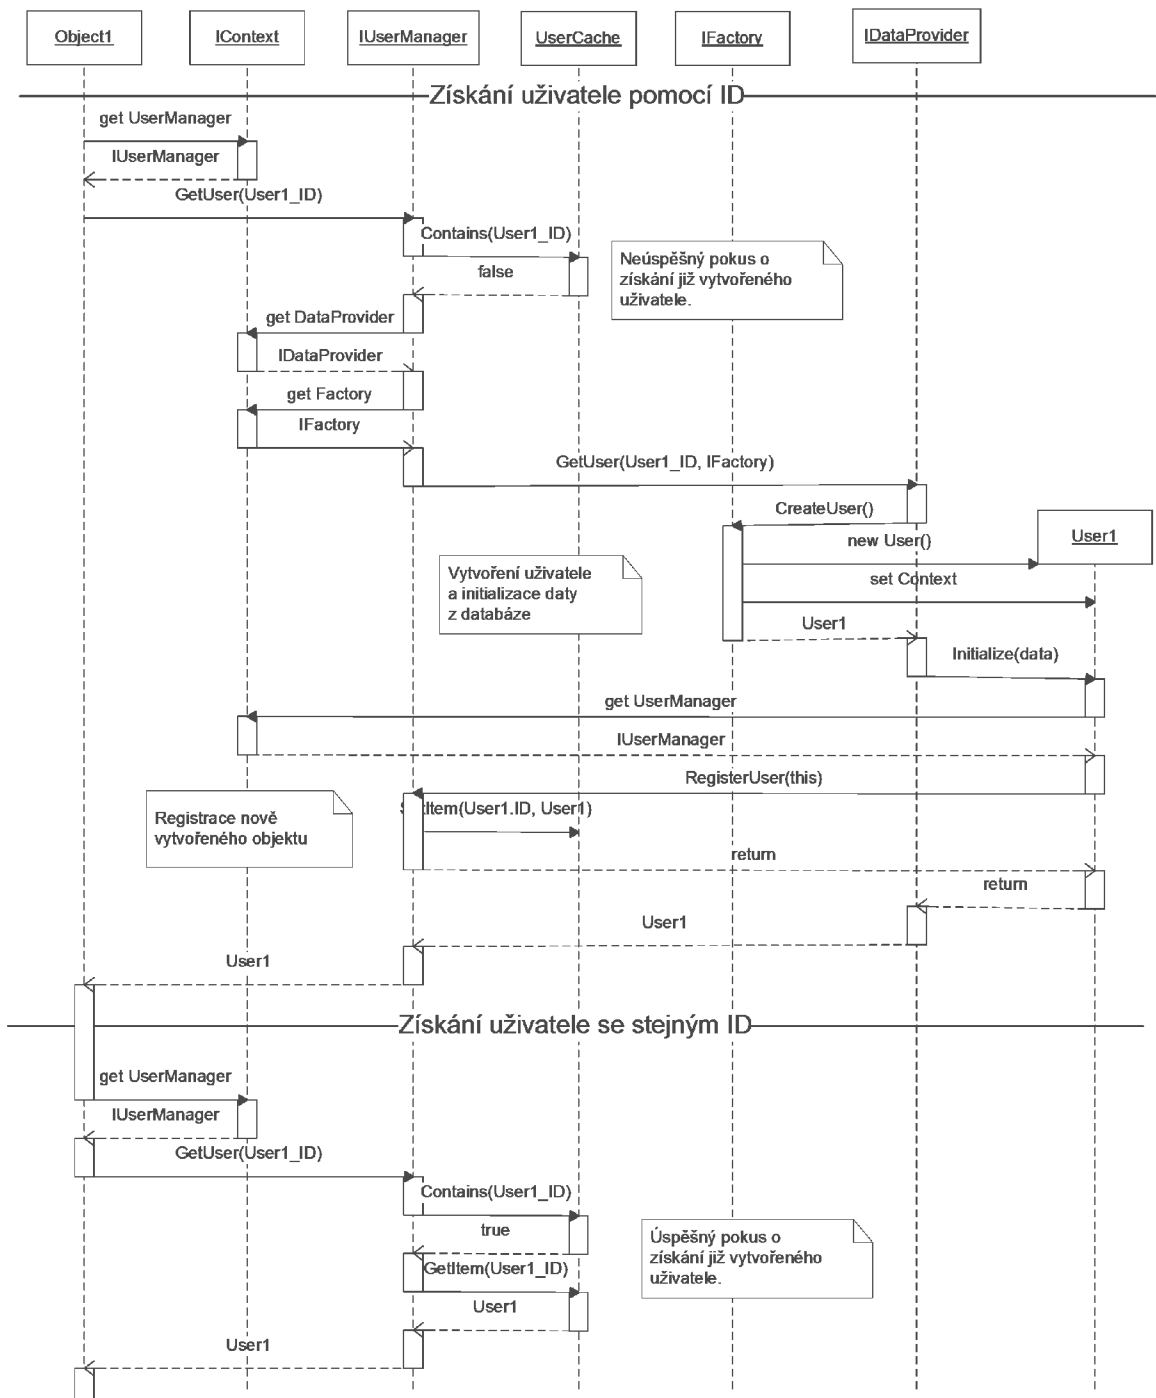 Object1
IContext
IUserManager
UserCache
IFactory
IDataProvider
Získání uživatele pomocí ID
get UserManager
IUserManager
GetUser(User1_ID)
Contains(User1_ID)
Neúspěšný pokus o
získání již vytvořeného
uživatele.
false
get DataProvider
IDataProvider
get Factory
IFactory
GetUser(User1_ID, IFactory)
CreateUser()
new User()
User1
Vytvoření uživatele
a initializace daty
z databáze
set Context
User1
Initialize(data)
get UserManager
IUserManager
RegisterUser(this)
Registrace nově
vytvořeného objektu
(User1.ID, User1)
return
return
User1
User1
Získání uživatele se stejným ID
get UserManager
IUserManager
GetUser(User1_ID)
Contains(User1_ID)
true
Úspěšný pokus o
získání již vytvořeného
uživatele.
GetItem(User1_ID)
User1
User1